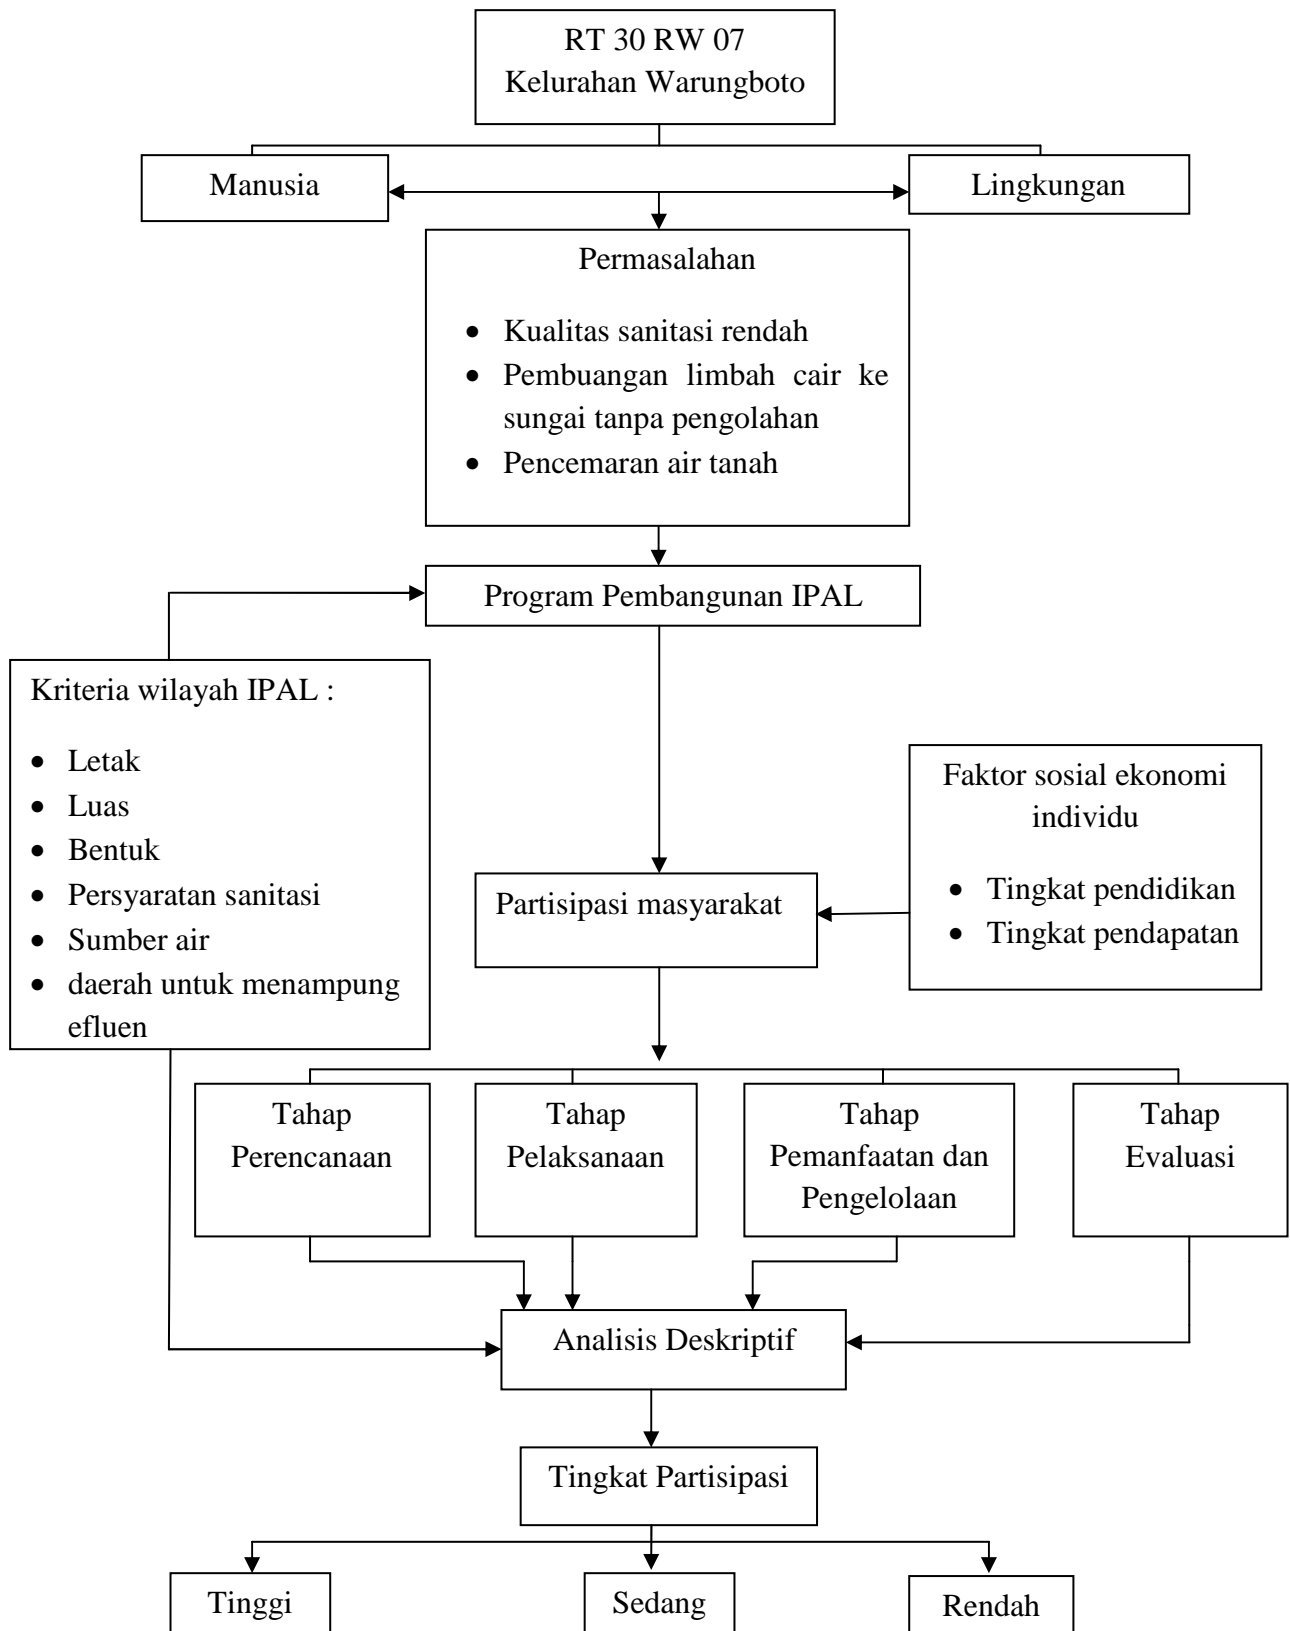 RT 30 RW 07
Kelurahan Warungboto
Manusia
Lingkungan
Permasalahan
• Kualitas sanitasi rendah
• Pembuangan limbah cair ke
sungai tanpa pengolahan
• Pencemaran air tanah
Program Pembangunan IPAL
Kriteria wilayah IPAL :
• Letak
• Luas
• Bentuk
• Persyaratan sanitasi
• Sumber air
• daerah untuk menampung
efluen
Faktor sosial ekonomi
individu
• Tingkat pendidikan
• Tingkat pendapatan
Partisipasi masyarakat
Tahap
Perencanaan
Tahap
Pelaksanaan
Tahap
Pemanfaatan dan
Pengelolaan
Tahap
Evaluasi
Analisis Deskriptif
Tingkat Partisipasi
Tinggi
Sedang
Rendah